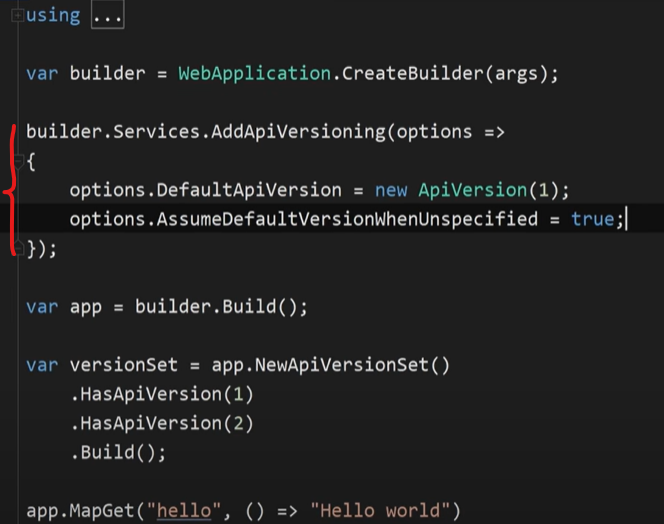 using ...
var builder = WebApplication.CreateBuilder(args);
builder.Services.AddApiVersioning(options =>
{
    options.DefaultApiVersion = new ApiVersion(1);
    options.AssumeDefaultVersionWhenUnspecified = true;
});
var app = builder.Build();
var versionSet = app.NewApiVersionSet()
    .HasApiVersion(1)
    .HasApiVersion(2)
    .Build();
app.MapGet("hello", () => "Hello world")